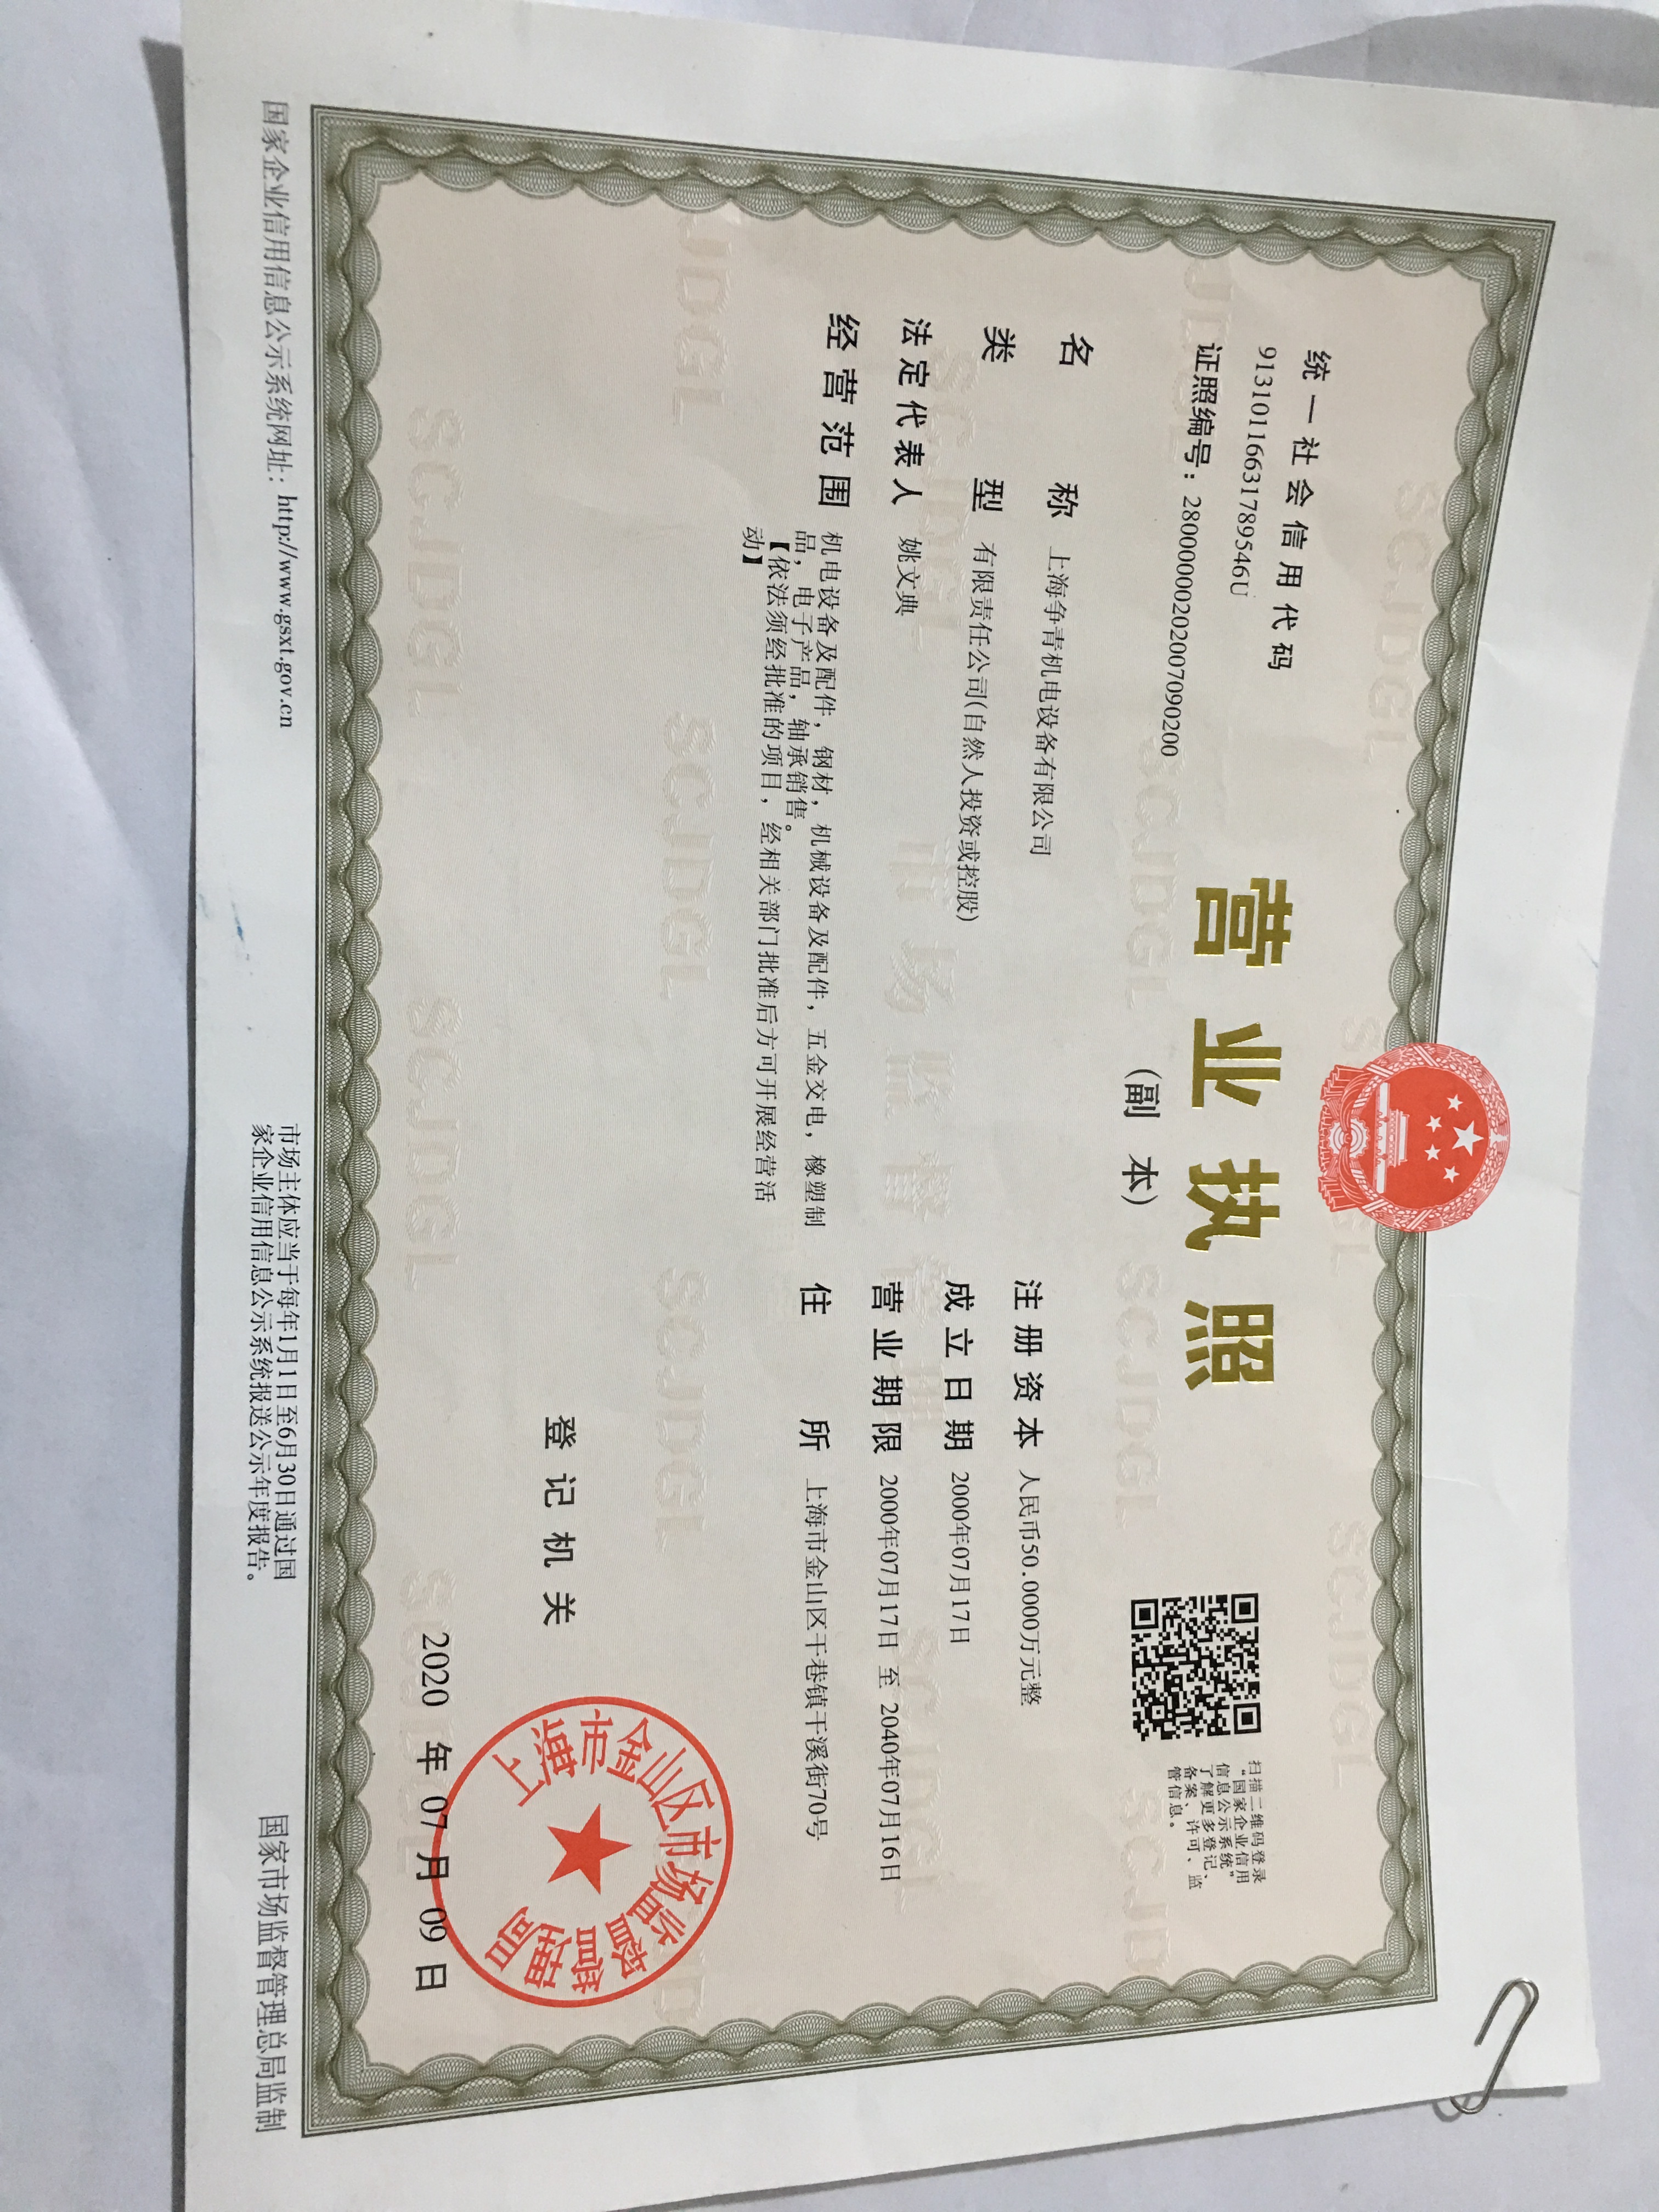 统一社会信用代码
91310116631789546U
证照编号：28000000202007090200
营业执照
(副 本)
扫描二维码登录
“国家企业信用
信息公示系统”
了解更多登记、
备案、许可、监
管信息。
名称 上海争青机电设备有限公司
类型 有限责任公司(自然人投资或控股)
法定代表人 姚文典
经营范围 机电设备及配件，钢材，机械设备及配件，五金交电，橡塑制
品，电子产品，轴承销售。
【依法须经批准的项目，经相关部门批准后方可开展经营活
动】
注册资本 人民币50.0000万元整
成立日期 2000年07月17日
营业期限 2000年07月17日 至 2040年07月16日
住所 上海市金山区干巷镇干溪街70号
登记机关
上海市金山区市场监督管理局
2020 年 07 月 09 日
国家企业信用信息公示系统网址：http://www.gsxt.gov.cn
市场主体应当于每年1月1日至6月30日通过国
家企业信用信息公示系统报送公示年度报告。
国家市场监督管理总局监制